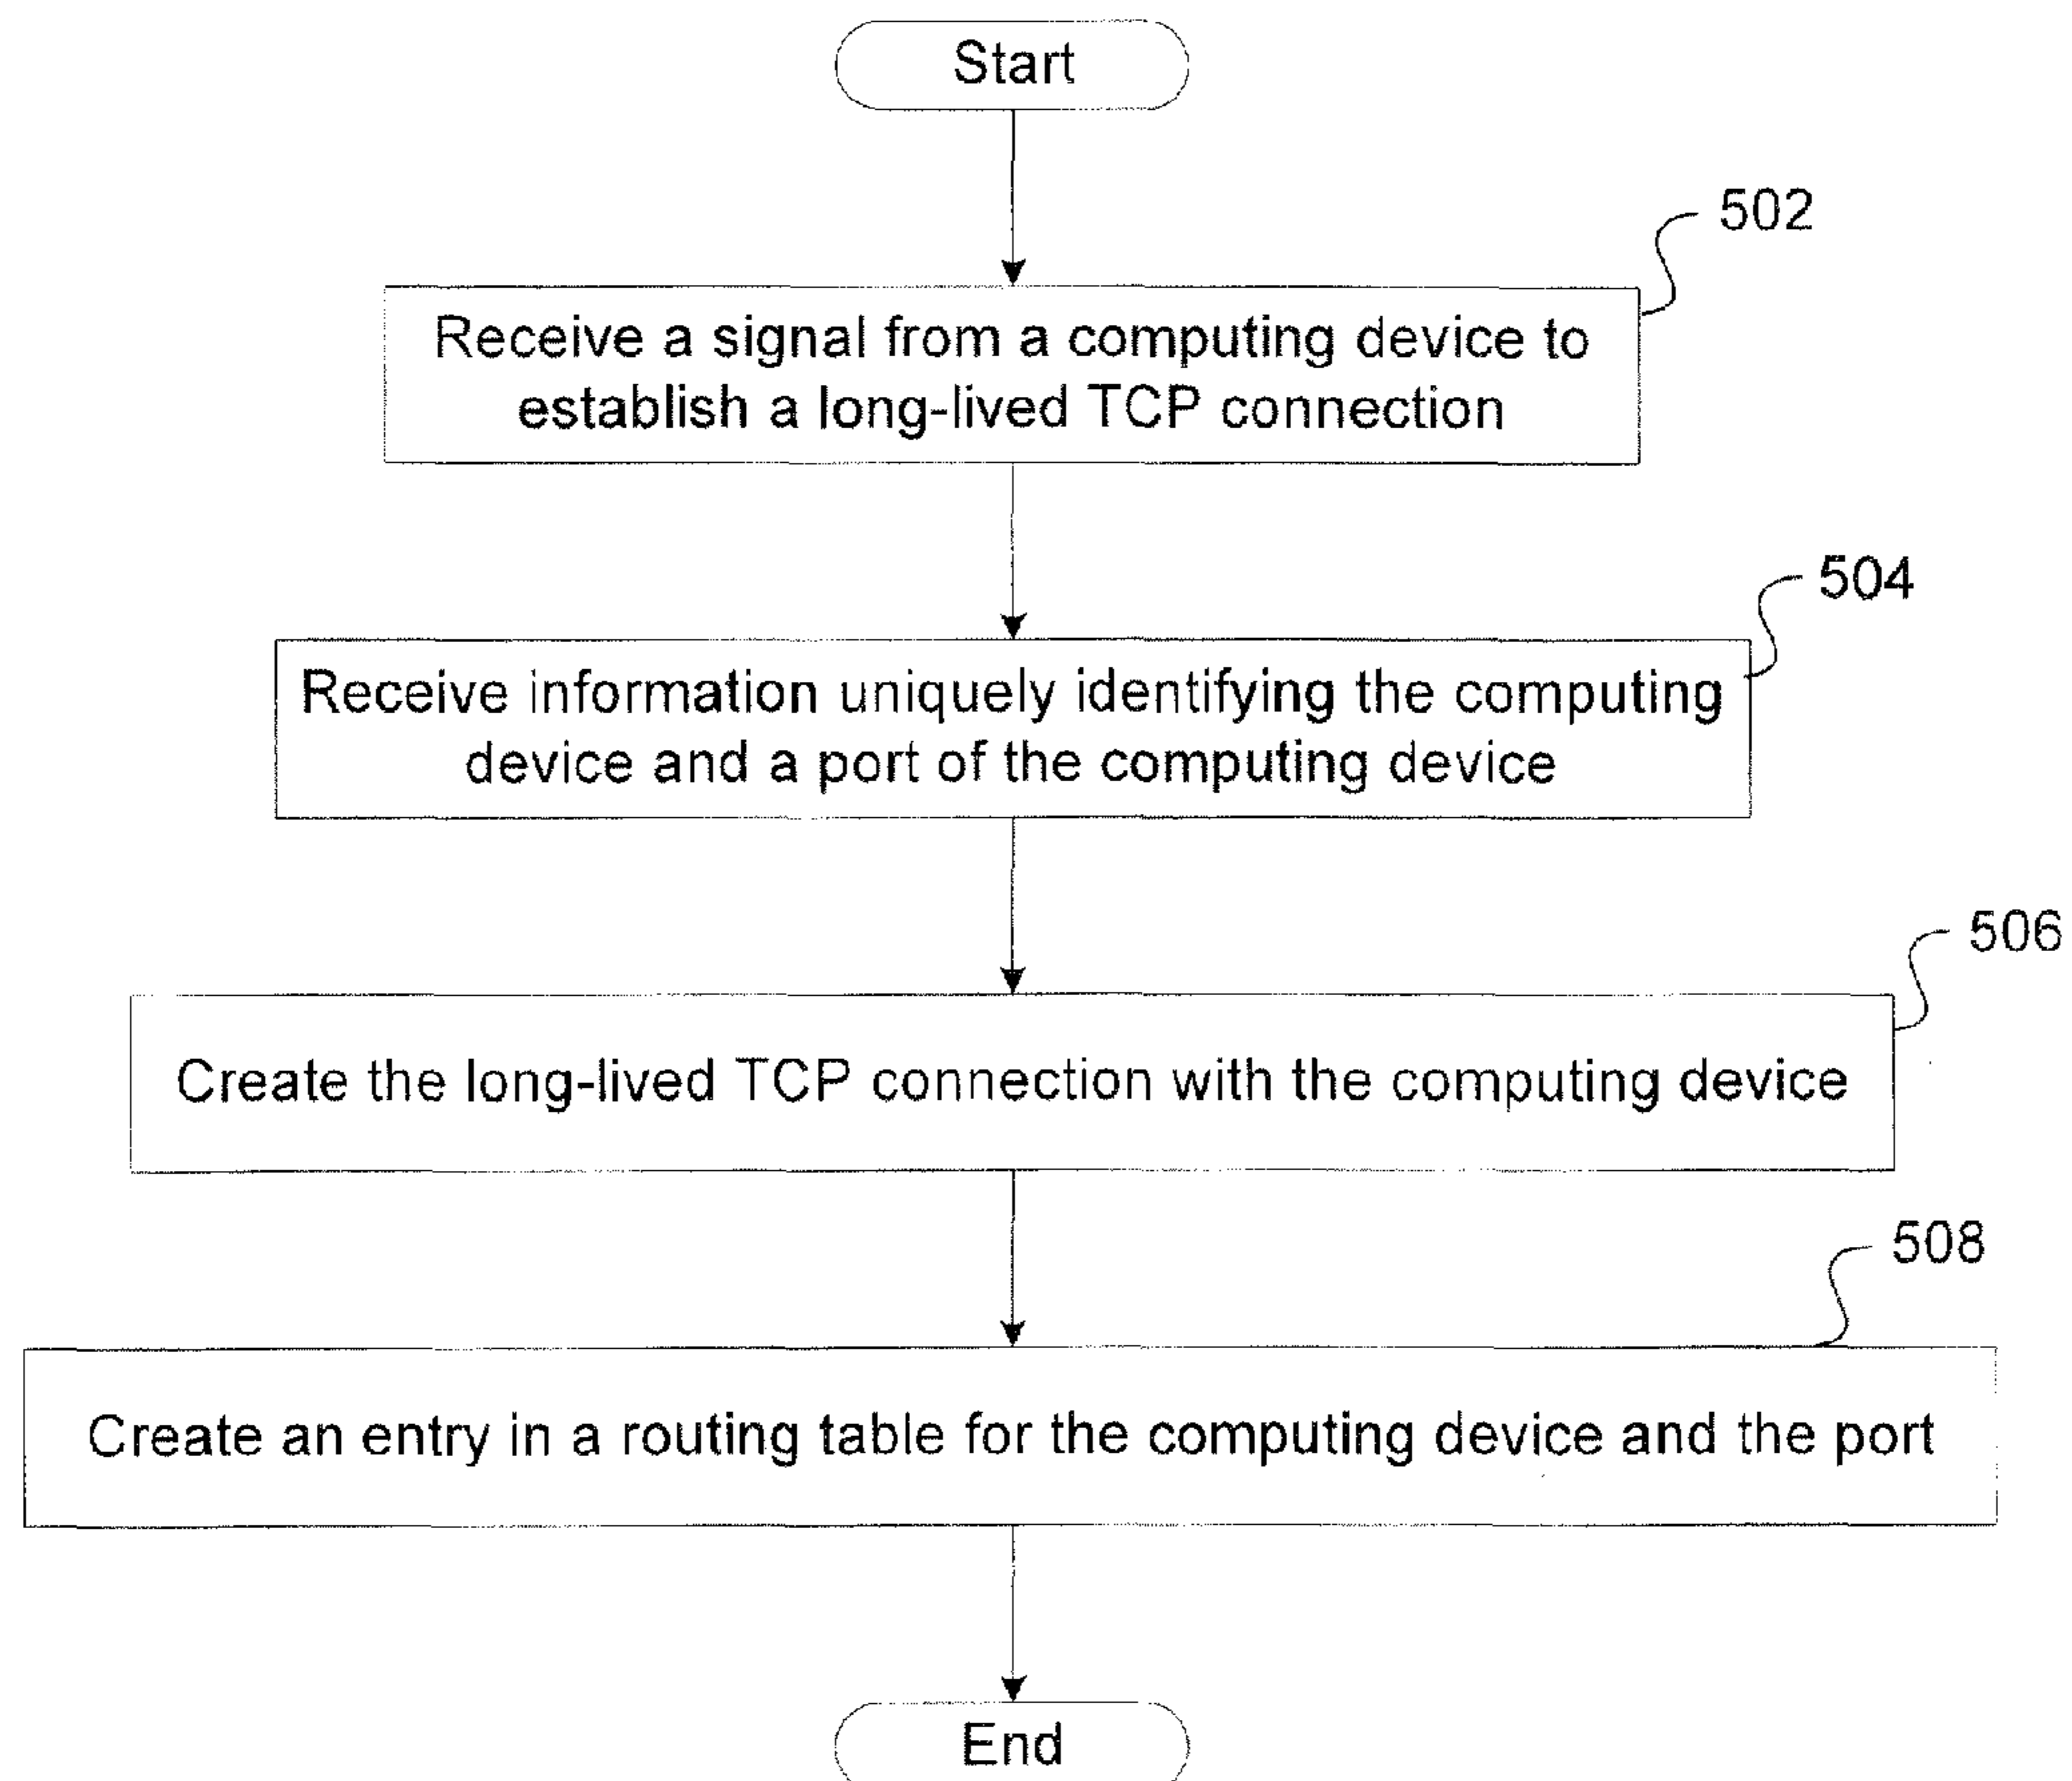 Start
502
Receive a signal from a computing device to
establish a long-lived TCP connection
504
Receive information uniquely identifying the computing
device and a port of the computing device
506
Create the long-lived TCP connection with the computing device
508
Create an entry in a routing table for the computing device and the port
End